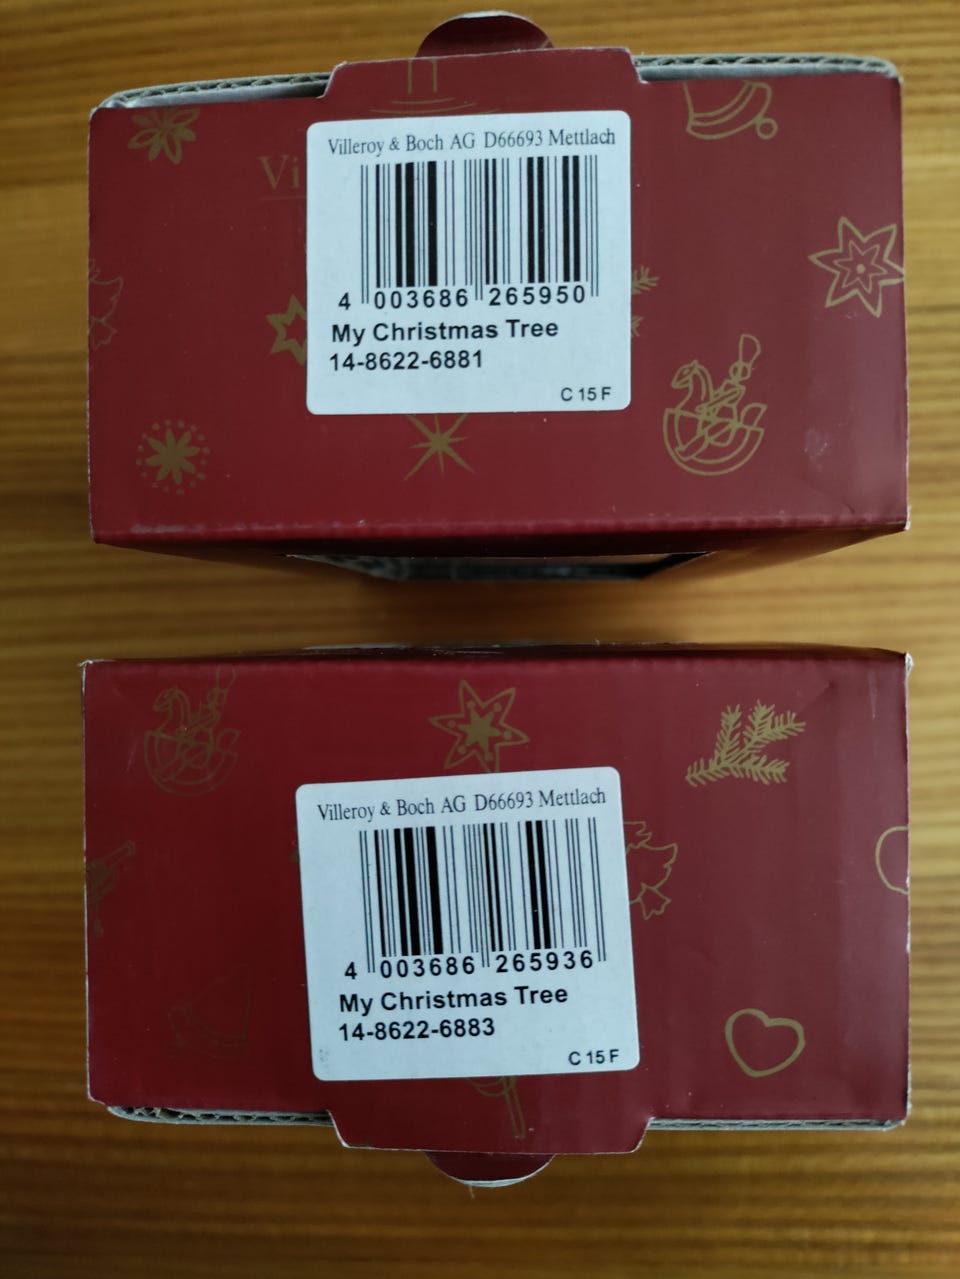 Vi
Villeroy & Boch AG D66693 Mettlach
4 003686 265950
My Christmas Tree
14-8622-6881
C 15 F
Villeroy & Boch AG D66693 Mettlach
4 003686 265936
My Christmas Tree
14-8622-6883
C 15 F